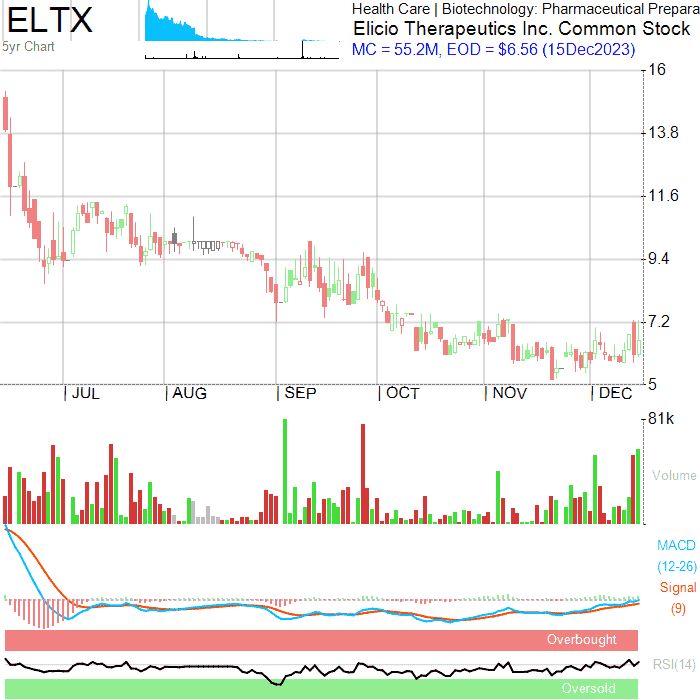 ELTX
5yr Chart
Health Care | Biotechnology: Pharmaceutical Prepara
Elicio Therapeutics Inc. Common Stock
MC = 55.2M, EOD = $6.56 (15Dec2023)
16
13.8
11.6
9.4
7.2
5
JUL
AUG
SEP
OCT
NOV
DEC
81k
Volume
MACD
(12-26)
Signal
(9)
Overbought
RSI(14)
Oversold